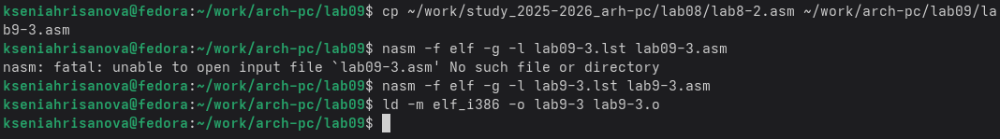 kseniahrisanova@fedora:~/work/arch-pc/lab09$ cp ~/work/study_2025-2026_arh-pc/lab08/lab8-2.asm ~/work/arch-pc/lab09/la
b9-3.asm
kseniahrisanova@fedora:~/work/arch-pc/lab09$ nasm -f elf -g -l lab09-3.lst lab09-3.asm
nasm: fatal: unable to open input file `lab09-3.asm' No such file or directory
kseniahrisanova@fedora:~/work/arch-pc/lab09$ nasm -f elf -g -l lab9-3.lst lab9-3.asm
kseniahrisanova@fedora:~/work/arch-pc/lab09$ ld -m elf_i386 -o lab9-3 lab9-3.o
kseniahrisanova@fedora:~/work/arch-pc/lab09$